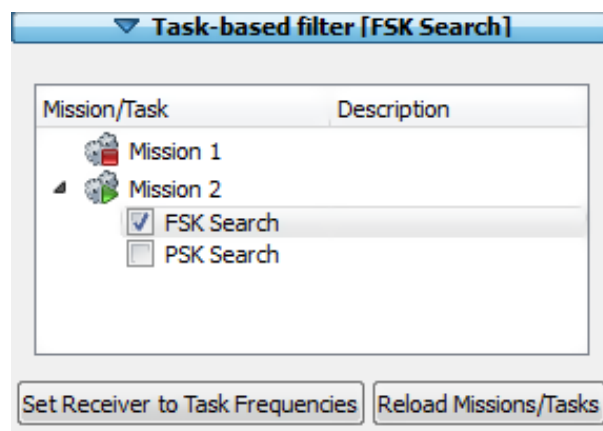 Task-based filter [FSK Search]
Mission/Task Description
Mission 1
Mission 2
FSK Search
PSK Search
Set Receiver to Task Frequencies Reload Missions/Tasks